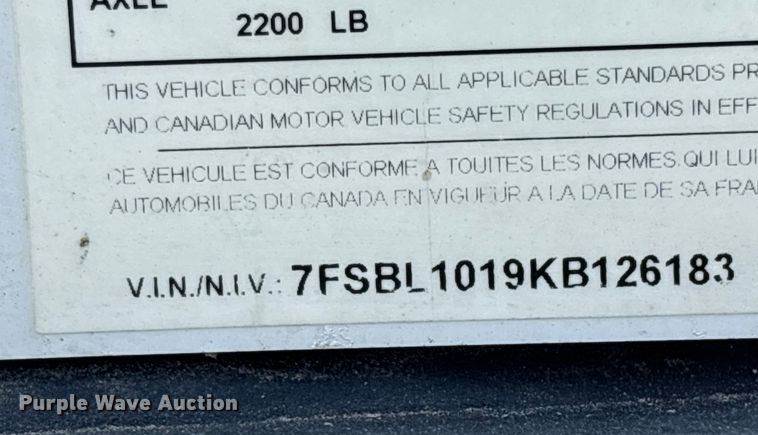 AXLE
2200 LB
THIS VEHICLE CONFORMS TO ALL APPLICABLE STANDARDS PR
AND CANADIAN MOTOR VEHICLE SAFETY REGULATIONS IN EFF
CE VEHICULE EST CONFORME A TOUITES LES NORMES QUI LUI
AUTOMOBILES DU CANADA EN VIGUEUR A LA DATE DE SA FRA
V.I.N./N.I.V.: 7FSBL1019KB126183
Purple Wave Auction